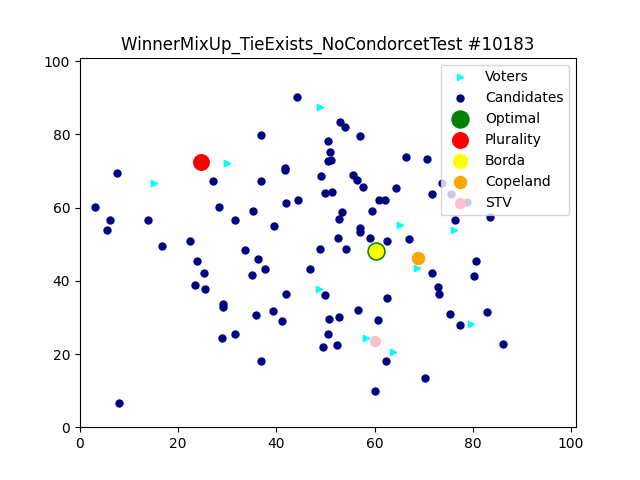 WinnerMixUp_TieExists_NoCondorcetTest #10183
100
80
60
40
20
0
0 20 40 60 80 100
Voters
Candidates
Optimal
Plurality
Borda
Copeland
STV